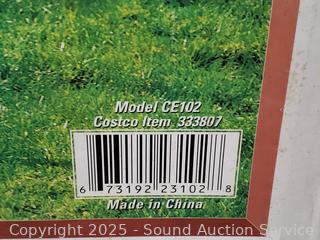 Model CE102
Costco Item 333807
6 73192 23102 8
Made in China
Copyright 2025 - Sound Auction Service